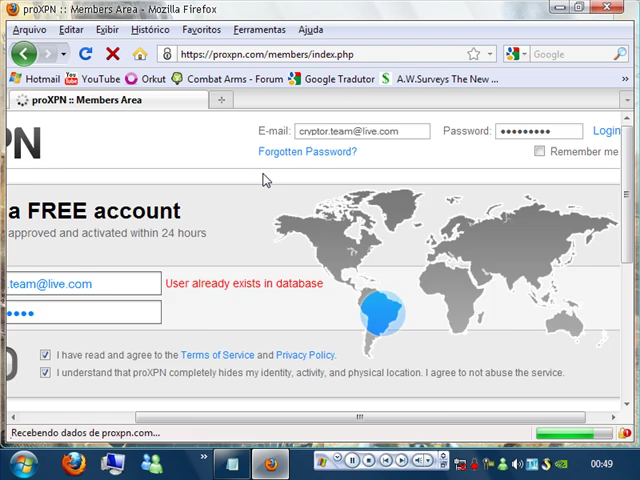 proXPN :: Members Area - Mozilla Firefox
Arquivo Editar Exibir Histórico Favoritos Ferramentas Ajuda
https://proxpn.com/members/index.php
Google
Hotmail YouTube Orkut Combat Arms - Forum Google Tradutor A.W.Surveys The New ...
proXPN :: Members Area
PN
E-mail: cryptor.team@live.com Password: ••••••••• Login
Forgotten Password? Remember me
a FREE account
approved and activated within 24 hours
.team@live.com User already exists in database
I have read and agree to the Terms of Service and Privacy Policy.
I understand that proXPN completely hides my identity, activity, and physical location. I agree to not abuse the service.
Recebendo dados de proxpn.com...
00:49